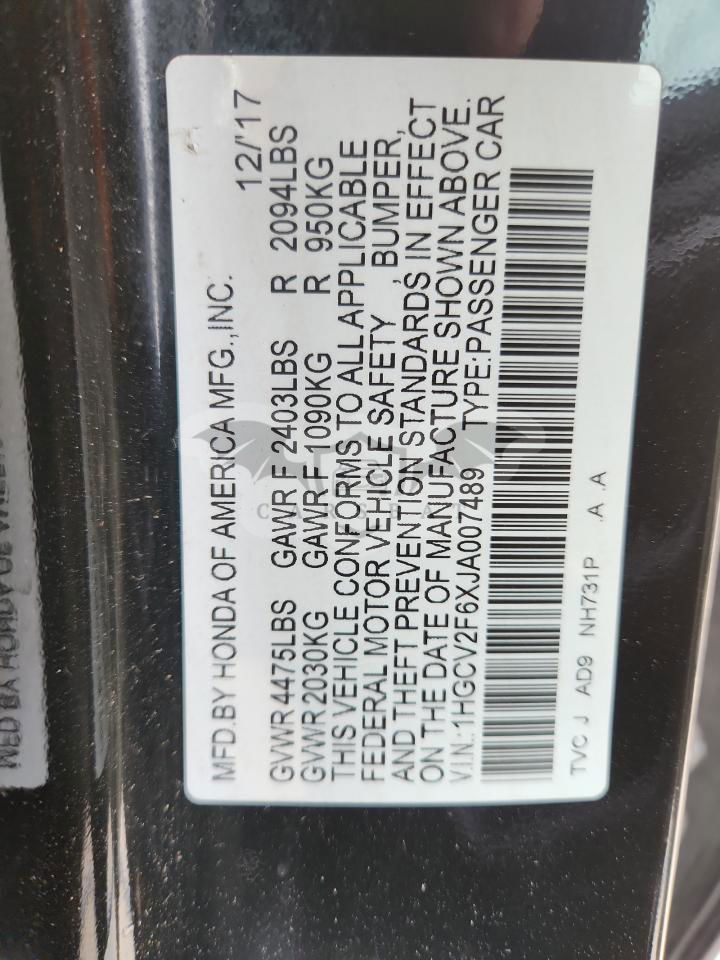 MFD.BY HONDA OF AMERICA MFG.,INC. 12/'17
GVWR 4475LBS GAWR F 2403LBS R 2094LBS
GVWR 2030KG GAWR F 1090KG R 950KG
THIS VEHICLE CONFORMS TO ALL APPLICABLE
FEDERAL MOTOR VEHICLE SAFETY , BUMPER,
AND THEFT PREVENTION STANDARDS IN EFFECT
ON THE DATE OF MANUFACTURE SHOWN ABOVE.
V.I.N.:1HGCV2F6XJA007489 TYPE:PASSENGER CAR
TVC J AD9 NH731P .A .A